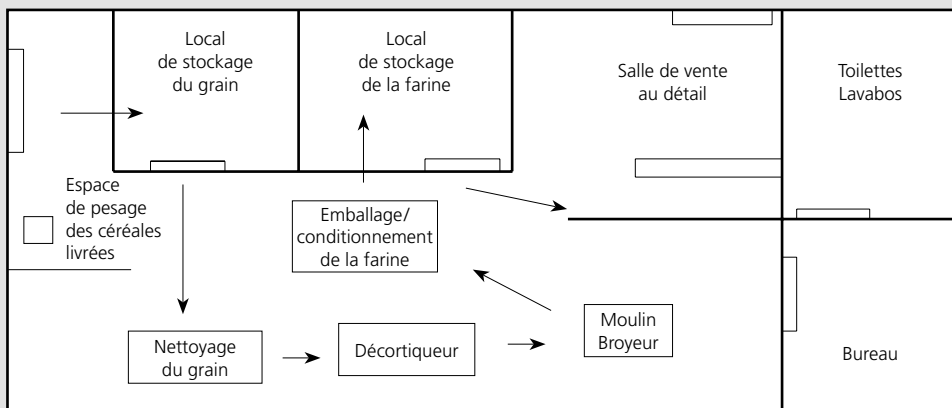 Local
de stockage
du grain
Local
de stockage
de la farine
Salle de vente
au détail
Toilettes
Lavabos
Espace
de pesage
des céréales
livrées
Emballage/
conditionnement
de la farine
Nettoyage
du grain
Décortiqueur
Moulin
Broyeur
Bureau